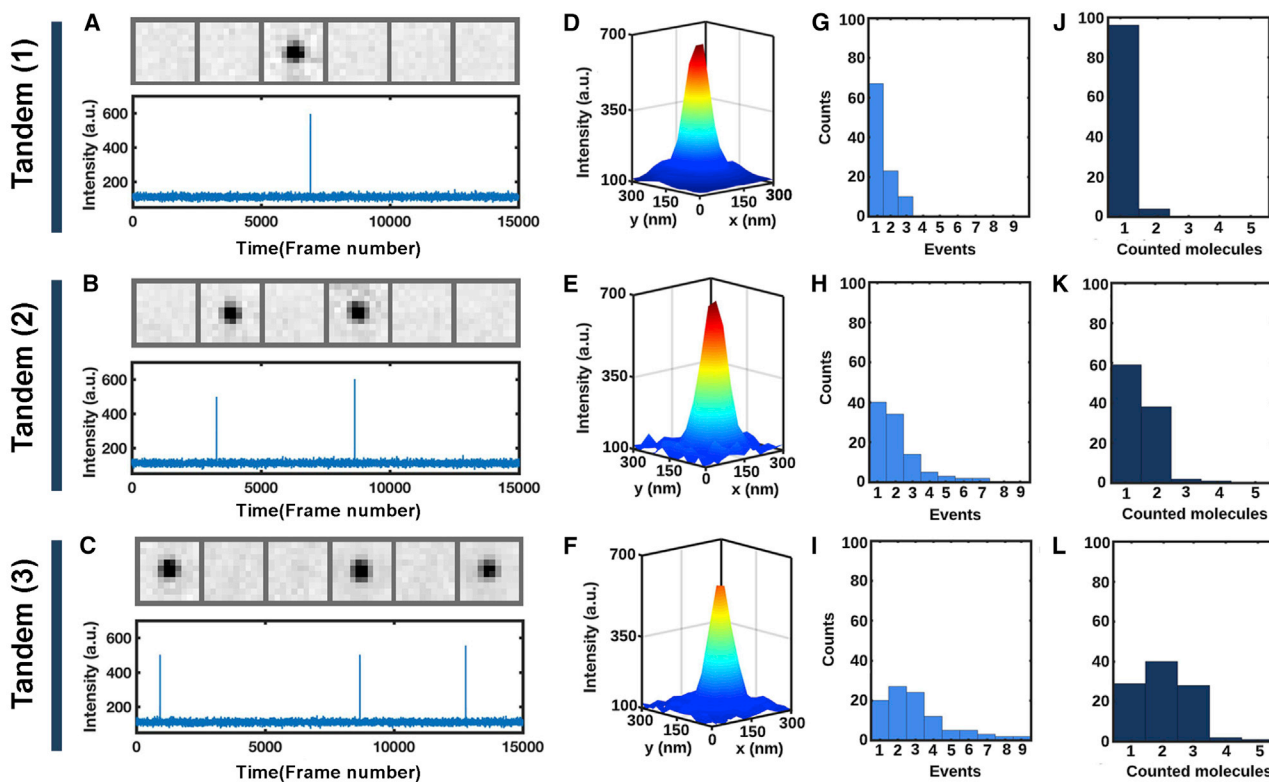 Tandem (1)
A
Intensity (a.u.)
600
400
200
0 5000 10000 15000
Time(Frame number)
D
Intensity (a.u.)
700
350
100
300 150 0 150 300
y (nm) x (nm)
G
Counts
100
80
60
40
20
0
1 2 3 4 5 6 7 8 9
Events
J
100
80
60
40
20
0
1 2 3 4 5
Counted molecules
Tandem (2)
B
Intensity (a.u.)
600
400
200
0 5000 10000 15000
Time(Frame number)
E
Intensity (a.u.)
700
350
100
300 150 0 150 300
y (nm) x (nm)
H
Counts
100
80
60
40
20
0
1 2 3 4 5 6 7 8 9
Events
K
100
80
60
40
20
0
1 2 3 4 5
Counted molecules
Tandem (3)
C
Intensity (a.u.)
600
400
200
0 5000 10000 15000
Time(Frame number)
F
Intensity (a.u.)
700
350
100
300 150 0 150 300
y (nm) x (nm)
I
Counts
100
80
60
40
20
0
1 2 3 4 5 6 7 8 9
Events
L
100
80
60
40
20
0
1 2 3 4 5
Counted molecules